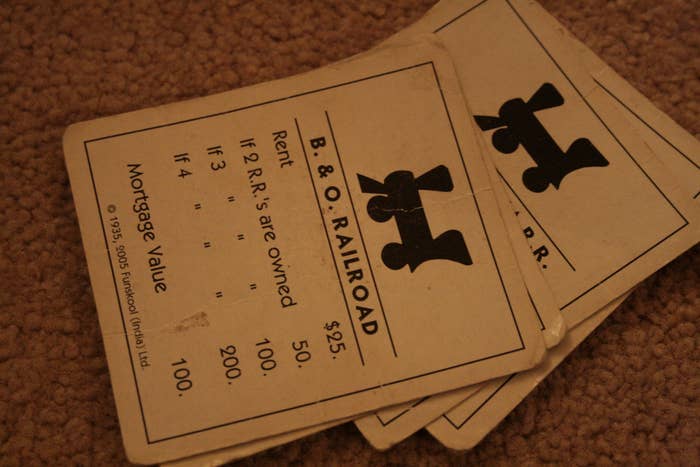 B. & O. RAILROAD
Rent $25.
If 2 R.R.'s are owned 50.
If 3 " " " 100.
If 4 " " " 200.
Mortgage Value 100.
© 1935, 2005 Funskool (India) Ltd.
R.R.